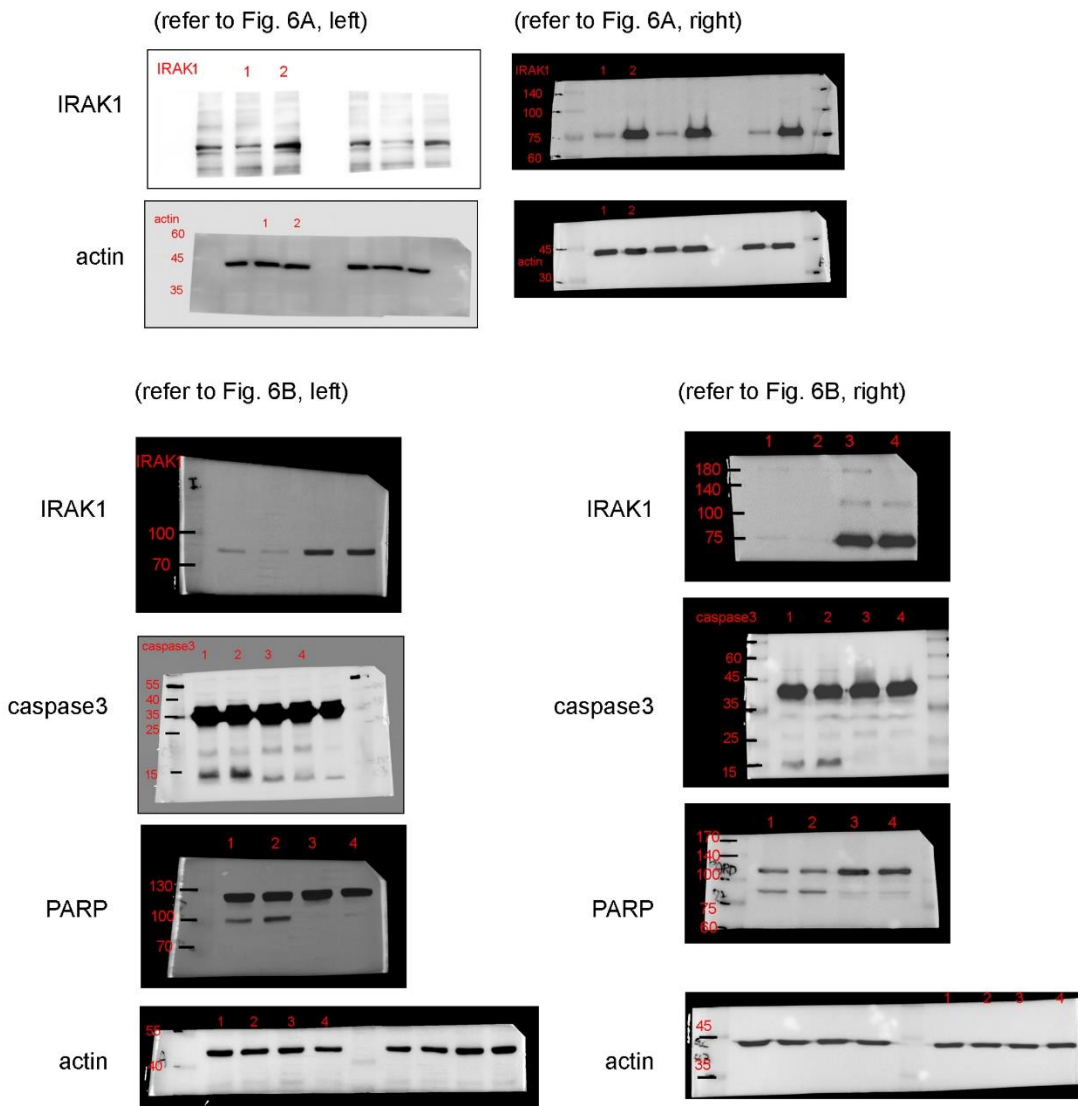 (refer to Fig. 6A, left)
(refer to Fig. 6A, right)
IRAK1
IRAK1 1 2
IRAK1 1 2
140
100
75
60
actin
actin
1 2
60
45
35
1 2
45
actin
30
(refer to Fig. 6B, left)
(refer to Fig. 6B, right)
IRAK1
IRAK1
I
100
70
IRAK1
1 2 3 4
180
140
100
75
caspase3
caspase3
1 2 3 4
55
40
35
25
15
caspase3
caspase3 1 2 3 4
60
45
35
25
15
PARP
1 2 3 4
130
100
70
PARP
1 2 3 4
170
140
100
75
60
actin
1 2 3 4
55
40
actin
1 2 3 4
45
35